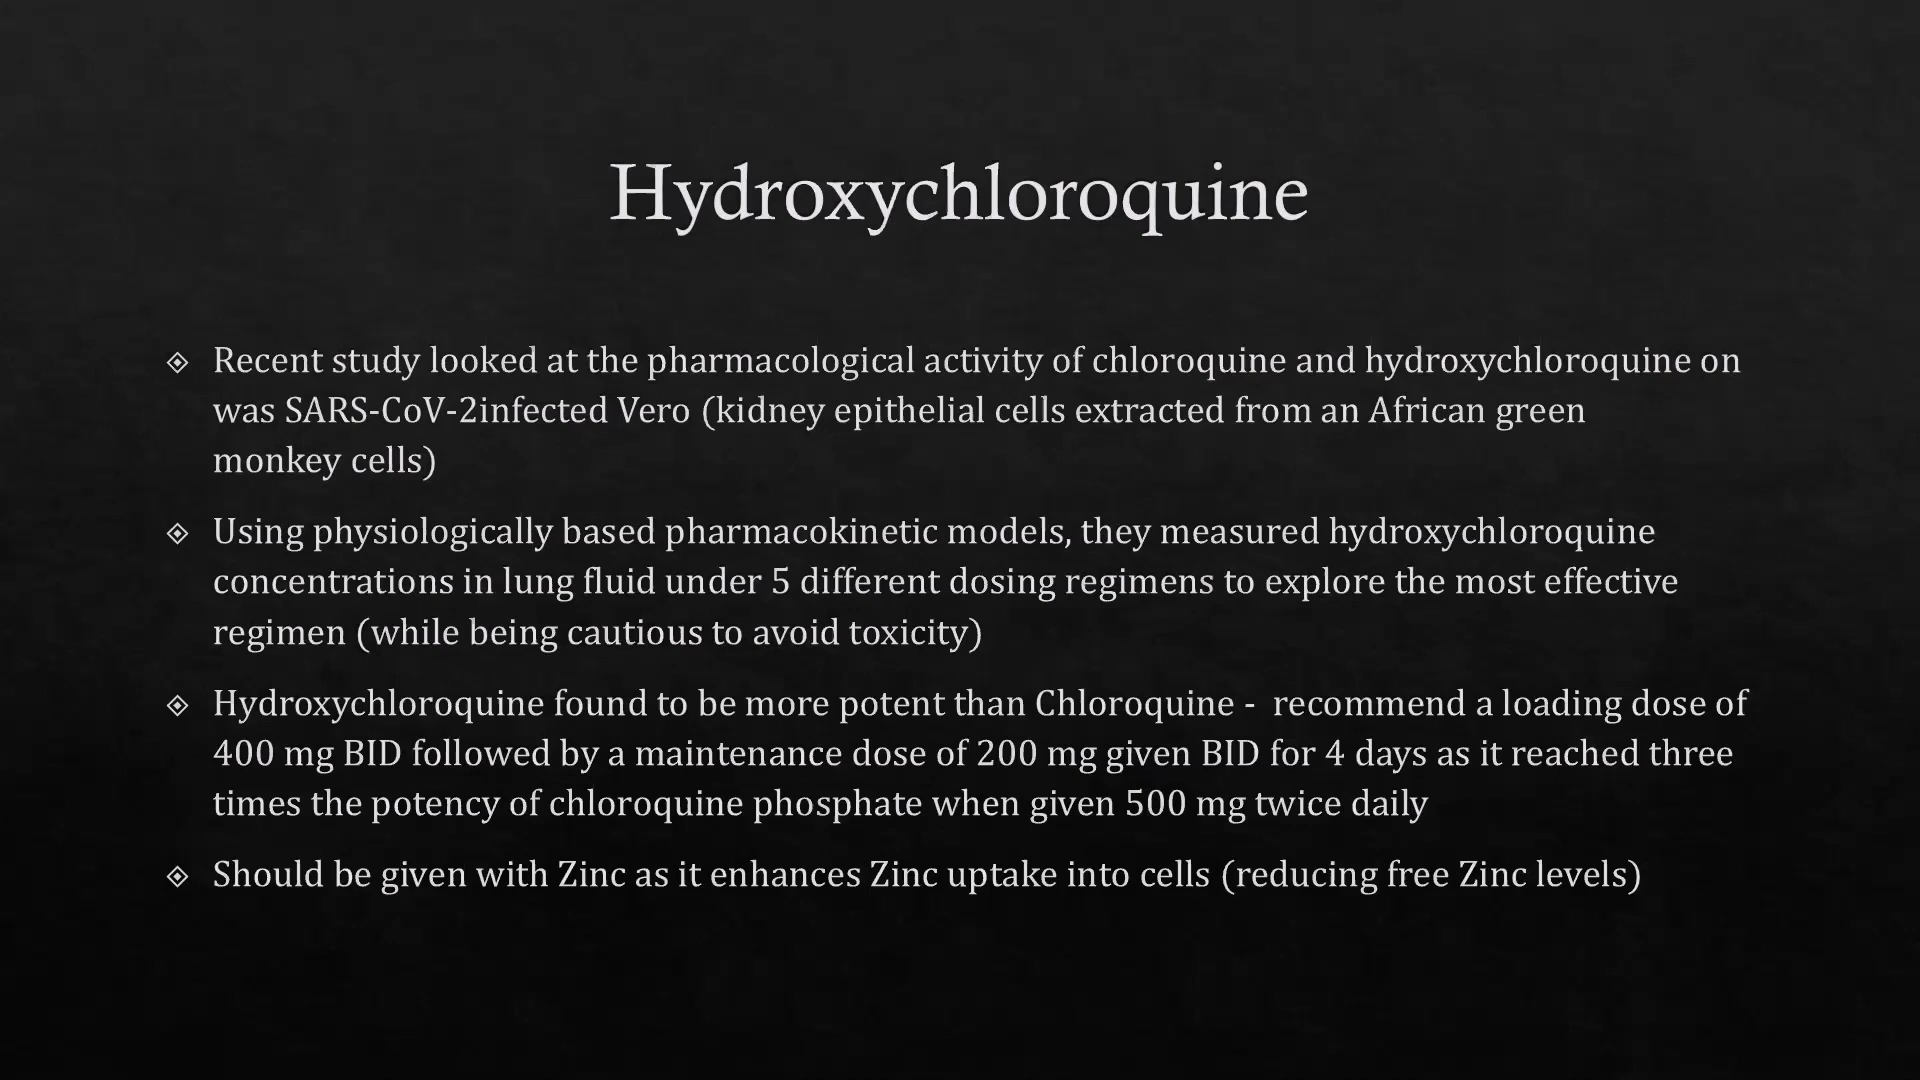 Hydroxychloroquine
Recent study looked at the pharmacological activity of chloroquine and hydroxychloroquine on
was SARS-CoV-2infected Vero (kidney epithelial cells extracted from an African green
monkey cells)
Using physiologically based pharmacokinetic models, they measured hydroxychloroquine
concentrations in lung fluid under 5 different dosing regimens to explore the most effective
regimen (while being cautious to avoid toxicity)
Hydroxychloroquine found to be more potent than Chloroquine -  recommend a loading dose of
400 mg BID followed by a maintenance dose of 200 mg given BID for 4 days as it reached three
times the potency of chloroquine phosphate when given 500 mg twice daily
Should be given with Zinc as it enhances Zinc uptake into cells (reducing free Zinc levels)